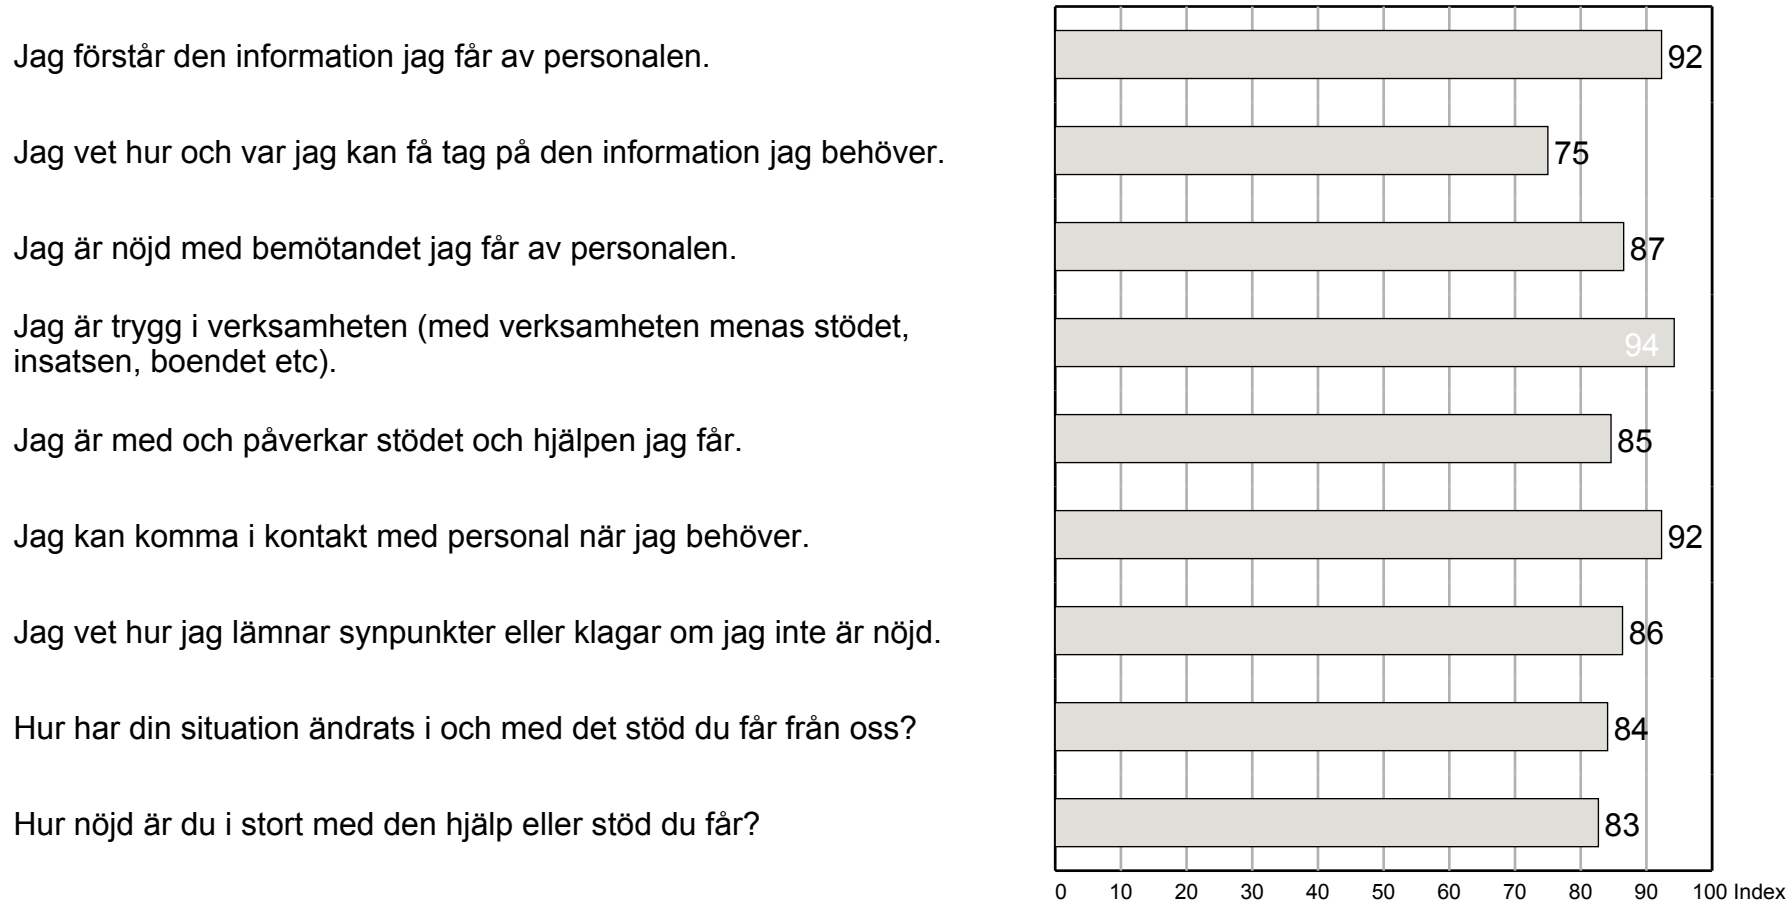 Jag förstår den information jag får av personalen.
92
Jag vet hur och var jag kan få tag på den information jag behöver.
75
Jag är nöjd med bemötandet jag får av personalen.
87
Jag är trygg i verksamheten (med verksamheten menas stödet,
insatsen, boendet etc).
94
Jag är med och påverkar stödet och hjälpen jag får.
85
Jag kan komma i kontakt med personal när jag behöver.
92
Jag vet hur jag lämnar synpunkter eller klagar om jag inte är nöjd.
86
Hur har din situation ändrats i och med det stöd du får från oss?
84
Hur nöjd är du i stort med den hjälp eller stöd du får?
83
0 10 20 30 40 50 60 70 80 90 100 Index